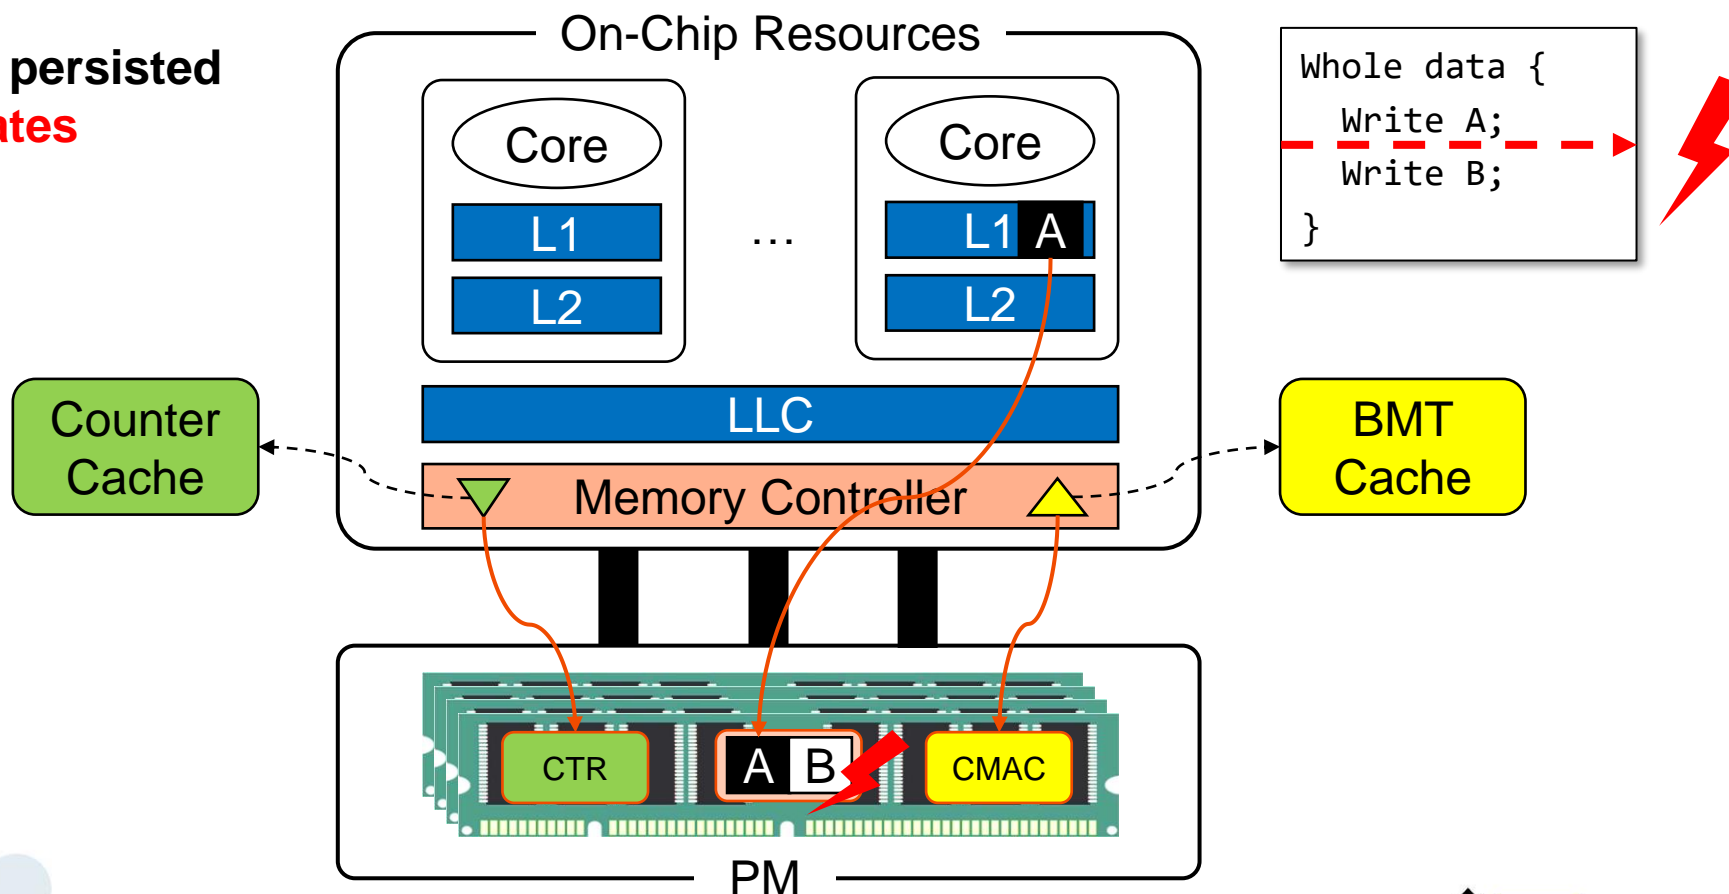 persisted
On-Chip Resources
Core
L1
L2
…
Core
L1 A
L2
LLC
Memory Controller
Counter
Cache
BMT
Cache
Whole data {
Write A;
Write B;
}
CTR
A B
CMAC
PM